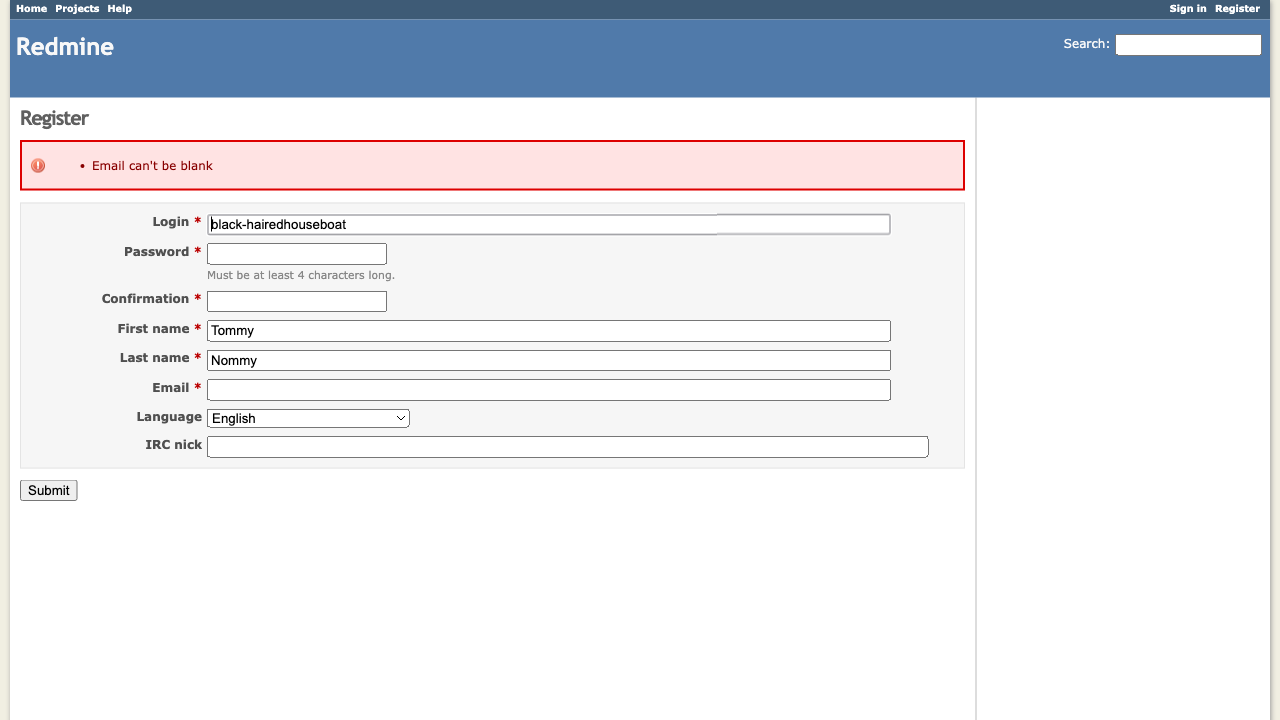 Home Projects Help Sign in Register
Redmine
Search:
Register
• Email can't be blank
Login * black-hairedhouseboat
Password *
Must be at least 4 characters long.
Confirmation *
First name * Tommy
Last name * Nommy
Email *
Language English
IRC nick
Submit